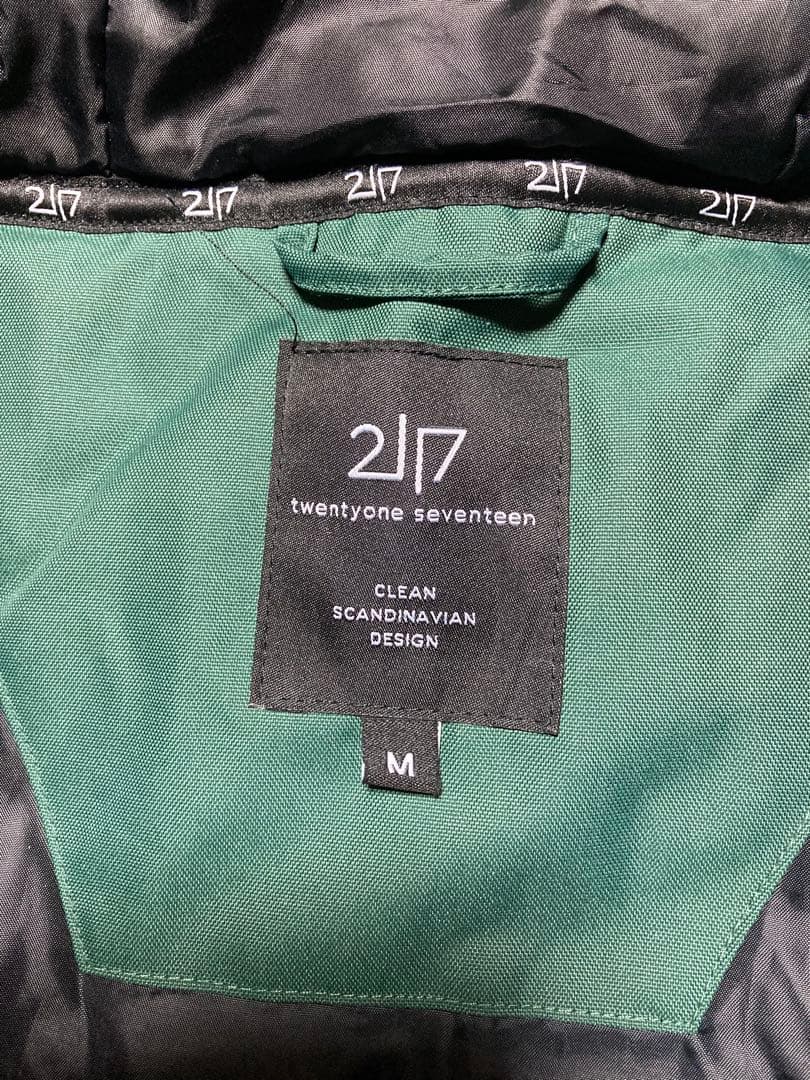 2117 2117 2117 2117 2117
2117
twentyone seventeen
CLEAN
SCANDINAVIAN
DESIGN
M